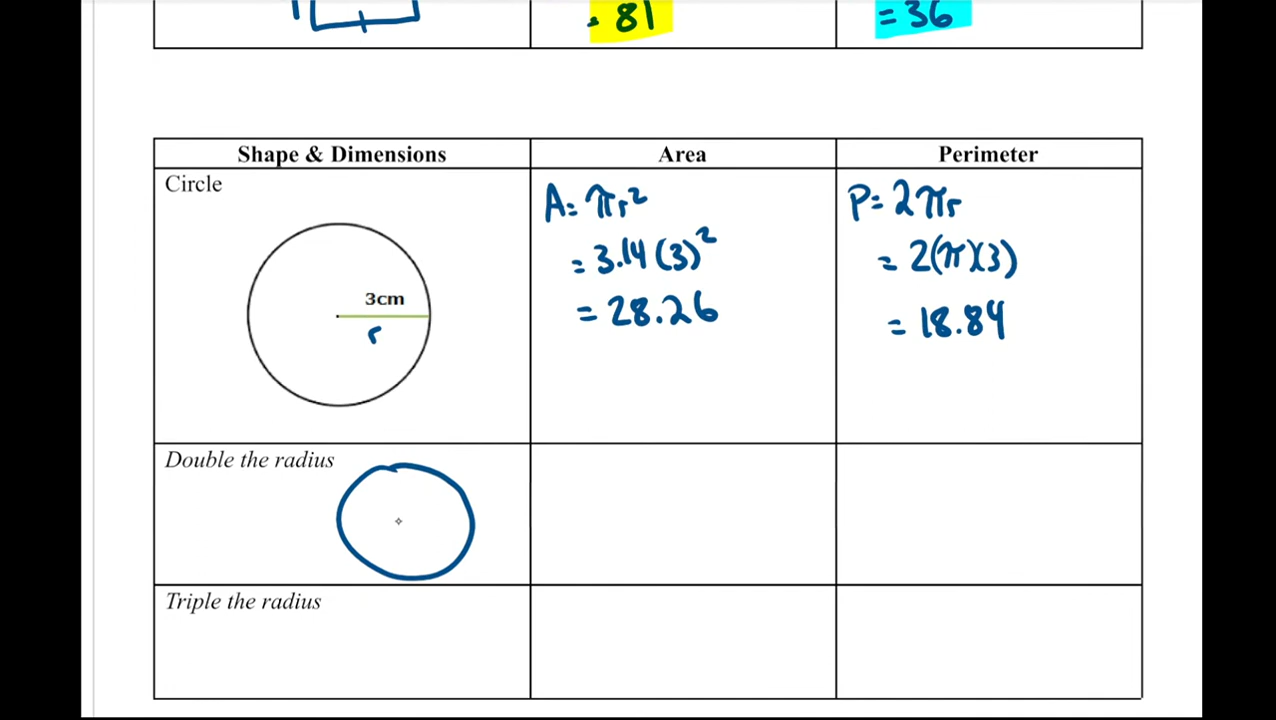 = 81
= 36
Shape & Dimensions Area Perimeter
Circle
A = πr²
= 3.14 (3)²
= 28.26
P = 2πr
= 2(π)(3)
= 18.84
3cm
r
Double the radius
Triple the radius